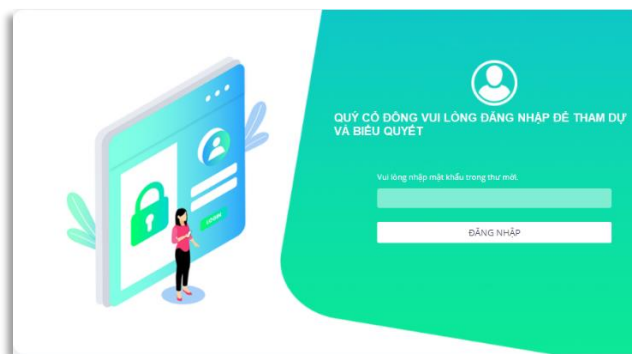 QUÝ CỔ ĐÔNG VUI LÒNG ĐĂNG NHẬP ĐỂ THAM DỰ
VÀ BIỂU QUYẾT
Vui lòng nhập mật khẩu trong thư mời.
ĐĂNG NHẬP
LOGIN